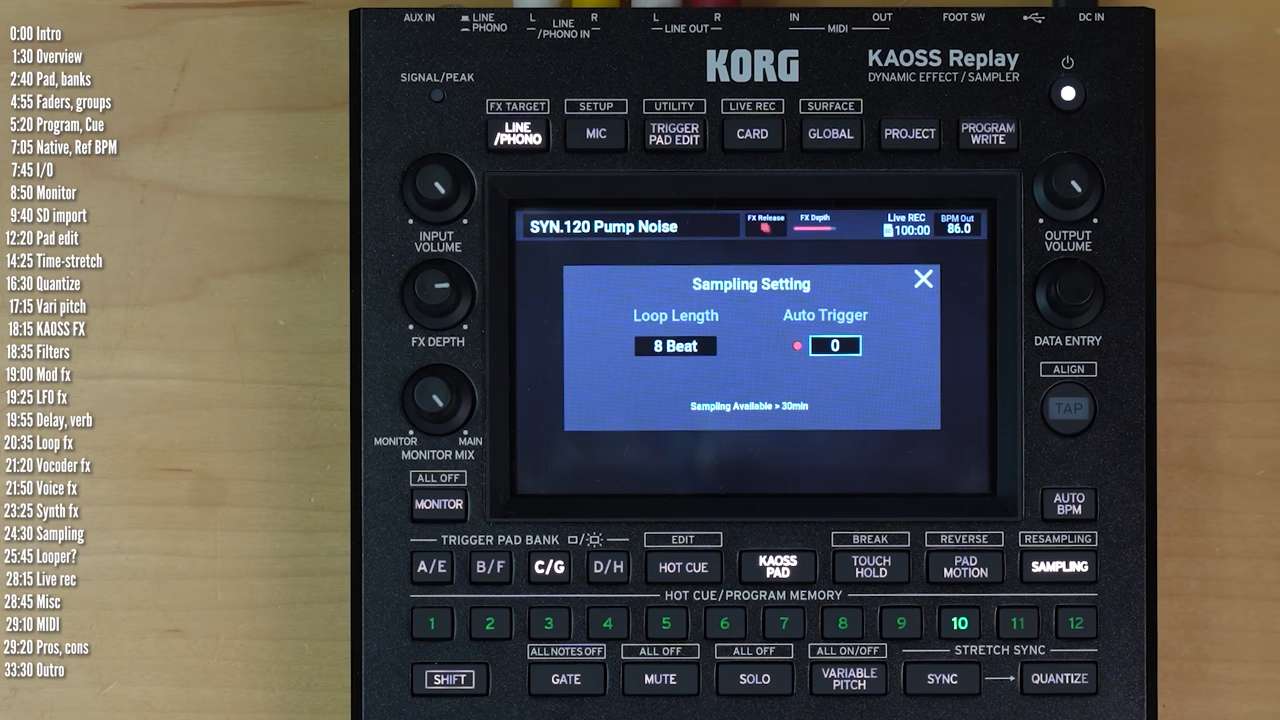 0:00 Intro
1:30 Overview
2:40 Pad, banks
4:55 Faders, groups
5:20 Program, Cue
7:05 Native, Ref BPM
7:45 I/O
8:50 Monitor
9:40 SD import
12:20 Pad edit
14:25 Time-stretch
16:30 Quantize
17:15 Vari pitch
18:15 KAOSS FX
18:35 Filters
19:00 Mod fx
19:25 LFO fx
19:55 Delay, verb
20:35 Loop fx
21:20 Vocoder fx
21:50 Voice fx
23:25 Synth fx
24:30 Sampling
25:45 Looper?
28:15 Live rec
28:45 Misc
29:10 MIDI
29:20 Pros, cons
33:30 Outro
AUX IN LINE L R L R IN OUT FOOT SW DC IN
PHONO LINE /PHONO IN LINE OUT MIDI
KORG KAOSS Replay
DYNAMIC EFFECT / SAMPLER
SIGNAL/PEAK
FX TARGET SETUP UTILITY LIVE REC SURFACE
LINE /PHONO MIC TRIGGER PAD EDIT CARD GLOBAL PROJECT PROGRAM WRITE
INPUT VOLUME
OUTPUT VOLUME
SYN.120 Pump Noise FX Release FX Depth Live REC 100:00 BPM Out 86.0
Sampling Setting
Loop Length Auto Trigger
8 Beat 0
Sampling Available > 30min
FX DEPTH
DATA ENTRY
ALIGN
TAP
MONITOR MAIN
MONITOR MIX
ALL OFF
MONITOR
AUTO BPM
TRIGGER PAD BANK EDIT BREAK REVERSE RESAMPLING
A/E B/F C/G D/H HOT CUE KAOSS PAD TOUCH HOLD PAD MOTION SAMPLING
HOT CUE/PROGRAM MEMORY
1 2 3 4 5 6 7 8 9 10 11 12
ALL NOTES OFF ALL OFF ALL OFF ALL ON/OFF STRETCH SYNC
SHIFT GATE MUTE SOLO VARIABLE PITCH SYNC QUANTIZE